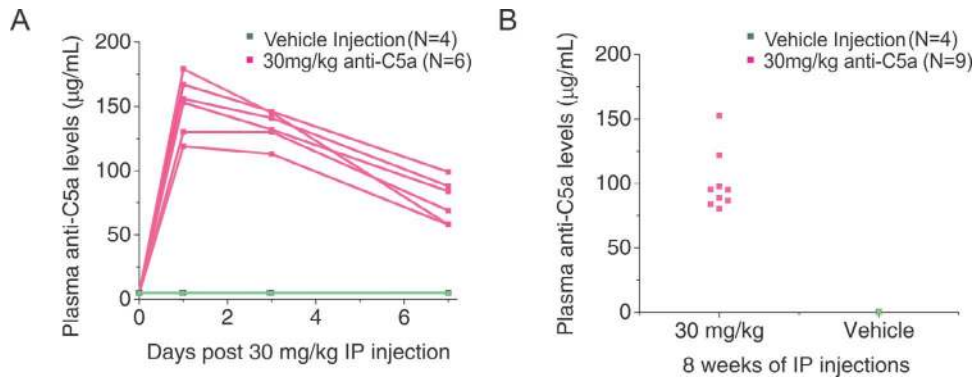 A
Vehicle Injection (N=4)
30mg/kg anti-C5a (N=6)
Plasma anti-C5a levels (µg/mL)
200
150
100
50
0
0 2 4 6
Days post 30 mg/kg IP injection
B
Vehicle Injection (N=4)
30mg/kg anti-C5a (N=9)
Plasma anti-C5a levels (µg/mL)
200
150
100
50
0
30 mg/kg Vehicle
8 weeks of IP injections